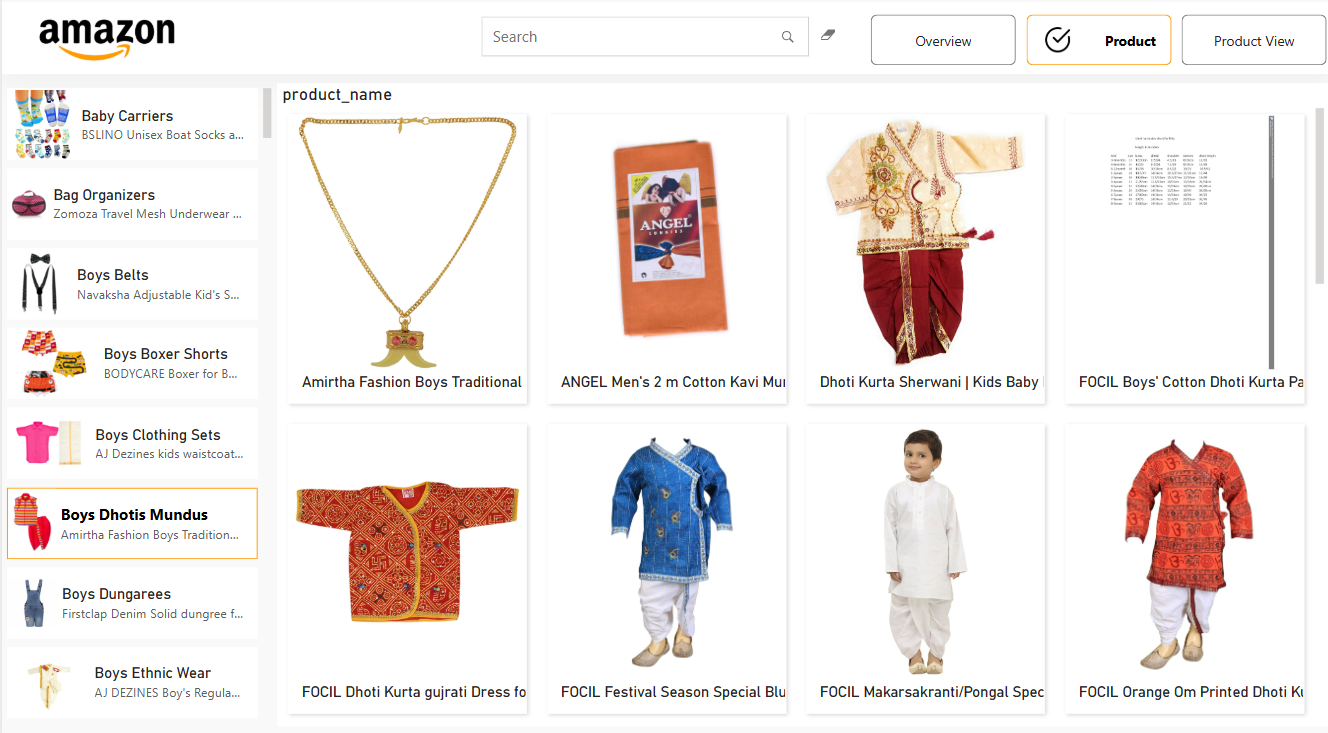 amazon
Search
Overview
Product
Product View
Baby Carriers
BSLINO Unisex Boat Socks a...
Bag Organizers
Zomoza Travel Mesh Underwear ...
Boys Belts
Navaksha Adjustable Kid's S...
Boys Boxer Shorts
BODYCARE Boxer for B...
Boys Clothing Sets
AJ Dezines kids waistcoat...
Boys Dhotis Mundus
Amirtha Fashion Boys Tradition...
Boys Dungarees
Firstclap Denim Solid dungree f...
Boys Ethnic Wear
AJ DEZINES Boy's Regula...
product_name
Amirtha Fashion Boys Traditional
ANGEL
LUNGIES
ANGEL Men's 2 m Cotton Kavi Mu
Dhoti Kurta Sherwani | Kids Baby
FOCIL Boys' Cotton Dhoti Kurta Pa
FOCIL Dhoti Kurta gujrati Dress fo
FOCIL Festival Season Special Blu
FOCIL Makarsakranti/Pongal Spec
FOCIL Orange Om Printed Dhoti Ku